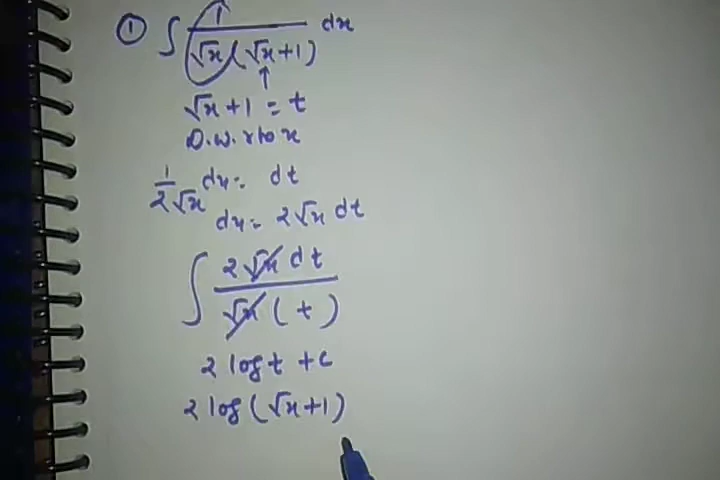 ① ∫ 1 / √x (√x+1) dx
√x+1 = t
D.w.r to x
1 / 2√x dx = dt
dx = 2√x dt
∫ 2√x dt / √x (t)
2 log t + c
2 log (√x+1)